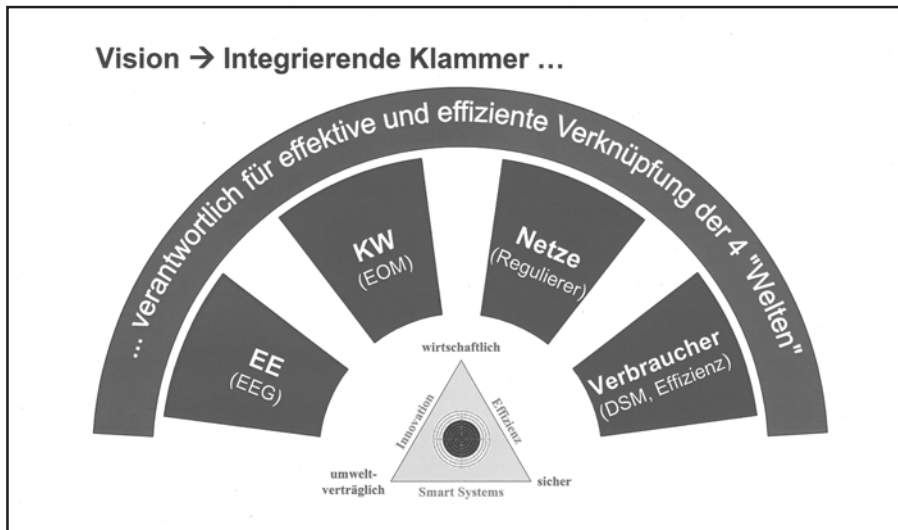 Vision → Integrierende Klammer …
… verantwortlich für effektive und effiziente Verknüpfung der 4 "Welten"
EE
(EEG)
KW
(EOM)
Netze
(Regulierer)
Verbraucher
(DSM, Effizienz)
wirtschaftlich
Innovation
Effizienz
umwelt-
verträglich
Smart Systems
sicher